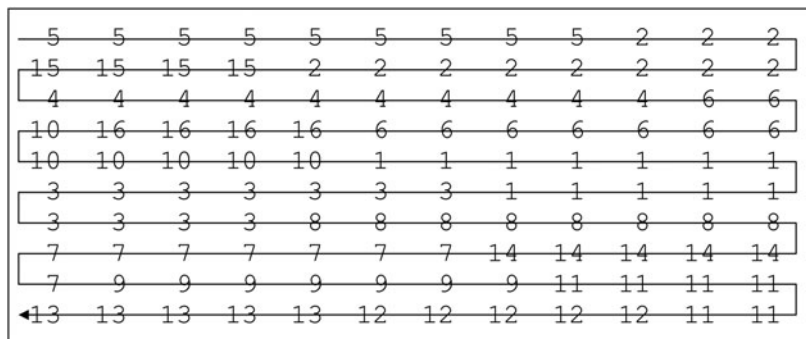 5 5 5 5 5 5 5 5 5 2 2 2
15 15 15 15 2 2 2 2 2 2 2 2
4 4 4 4 4 4 4 4 4 4 6 6
10 16 16 16 16 6 6 6 6 6 6 6
10 10 10 10 10 1 1 1 1 1 1 1
3 3 3 3 3 3 3 1 1 1 1 1
3 3 3 3 8 8 8 8 8 8 8 8
7 7 7 7 7 7 7 14 14 14 14 14
7 9 9 9 9 9 9 9 11 11 11 11
13 13 13 13 13 12 12 12 12 12 11 11